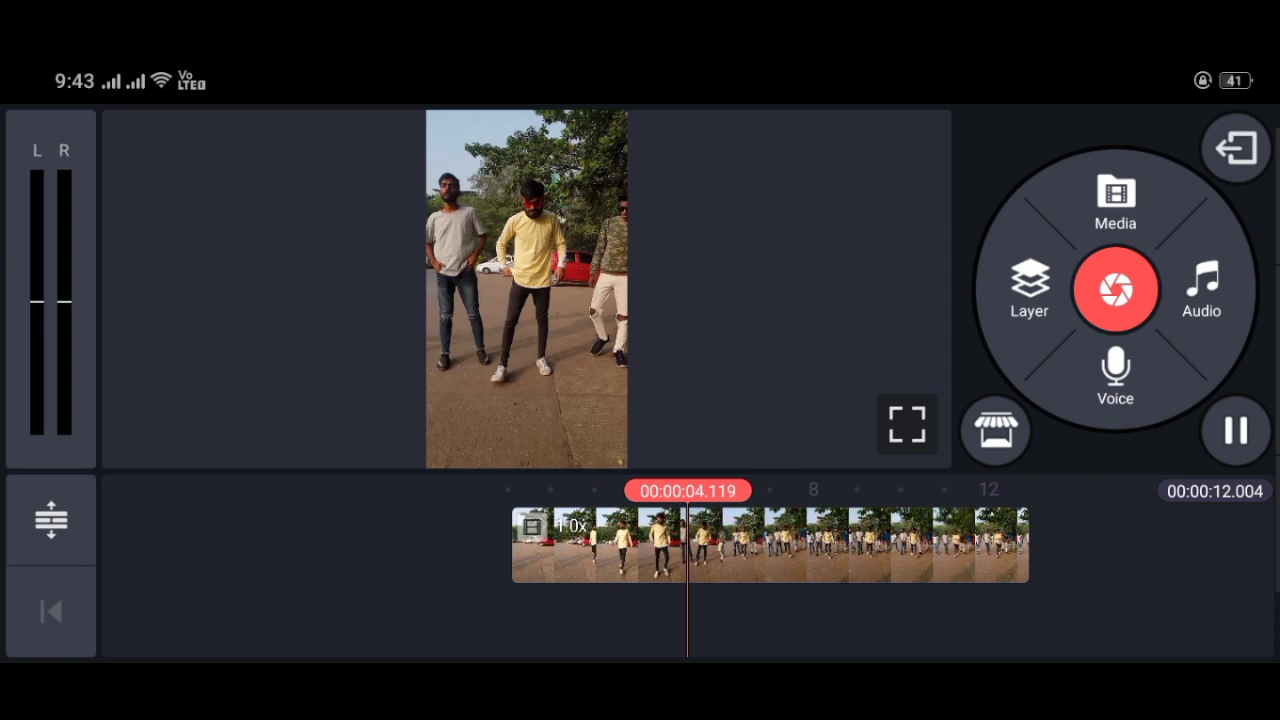 9:43 Vo LTE 41
L R
Media
Layer
Audio
Voice
00:00:04.119 8 12 00:00:12.004
1.0x